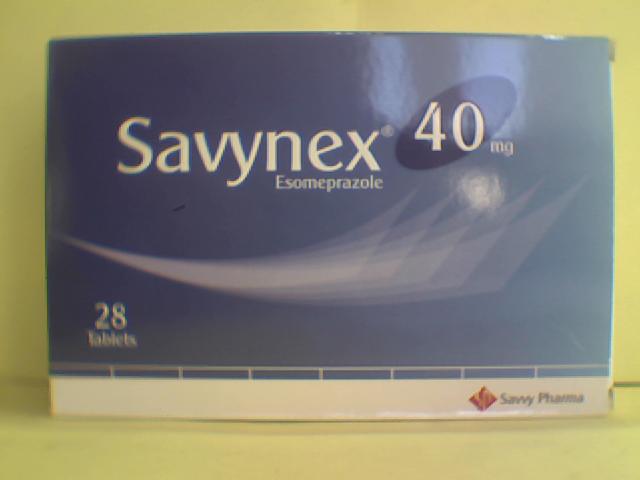 Savynex® 40 mg
Esomeprazole
28
Tablets
Savvy Pharma